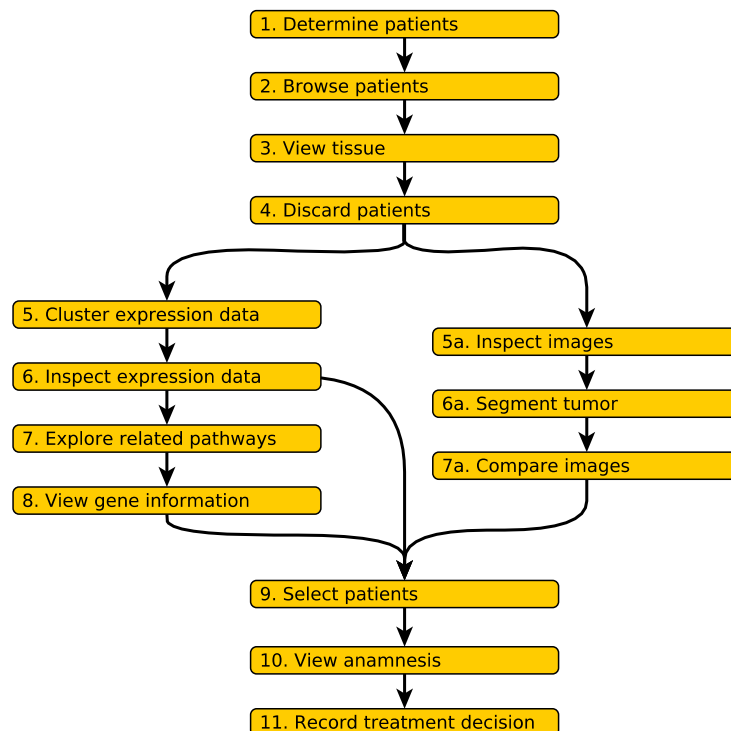 1. Determine patients
2. Browse patients
3. View tissue
4. Discard patients
5. Cluster expression data
6. Inspect expression data
7. Explore related pathways
8. View gene information
5a. Inspect images
6a. Segment tumor
7a. Compare images
9. Select patients
10. View anamnesis
11. Record treatment decision